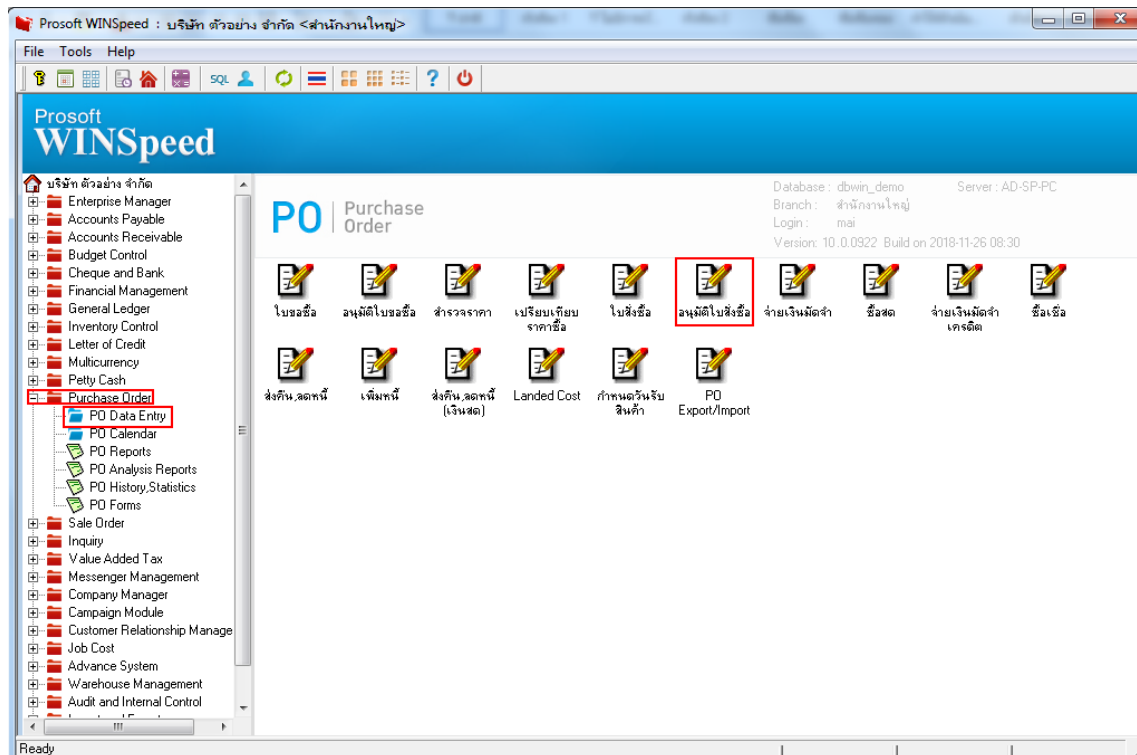 Prosoft WINSpeed : บริษัท ตัวอย่าง จำกัด <สำนักงานใหญ่>
File Tools Help
SQL ?
Prosoft
WINSpeed
บริษัท ตัวอย่าง จำกัด
Enterprise Manager
Accounts Payable
Accounts Receivable
Budget Control
Cheque and Bank
Financial Management
General Ledger
Inventory Control
Letter of Credit
Multicurrency
Petty Cash
Purchase Order
PO Data Entry
PO Calendar
PO Reports
PO Analysis Reports
PO History,Statistics
PO Forms
Sale Order
Inquiry
Value Added Tax
Messenger Management
Company Manager
Campaign Module
Customer Relationship Manage
Job Cost
Advance System
Warehouse Management
Audit and Internal Control
PO Purchase
Order
Database : dbwin_demo Server : AD-SP-PC
Branch : สำนักงานใหญ่
Login : mai
Version: 10.0.0922 Build on 2018-11-26 08:30
ใบขอซื้อ อนุมัติใบขอซื้อ สำรวจราคา เปรียบเทียบ ใบสั่งซื้อ อนุมัติใบสั่งซื้อ จ่ายเงินมัดจำ ซื้อสด จ่ายเงินมัดจำ ซื้อเชื่อ
ราคาซื้อ เครดิต
ส่งคืน,ลดหนี้ เพิ่มหนี้ ส่งคืน,ลดหนี้ Landed Cost กำหนดวันรับ PO
(เงินสด) สินค้า Export/Import
Ready